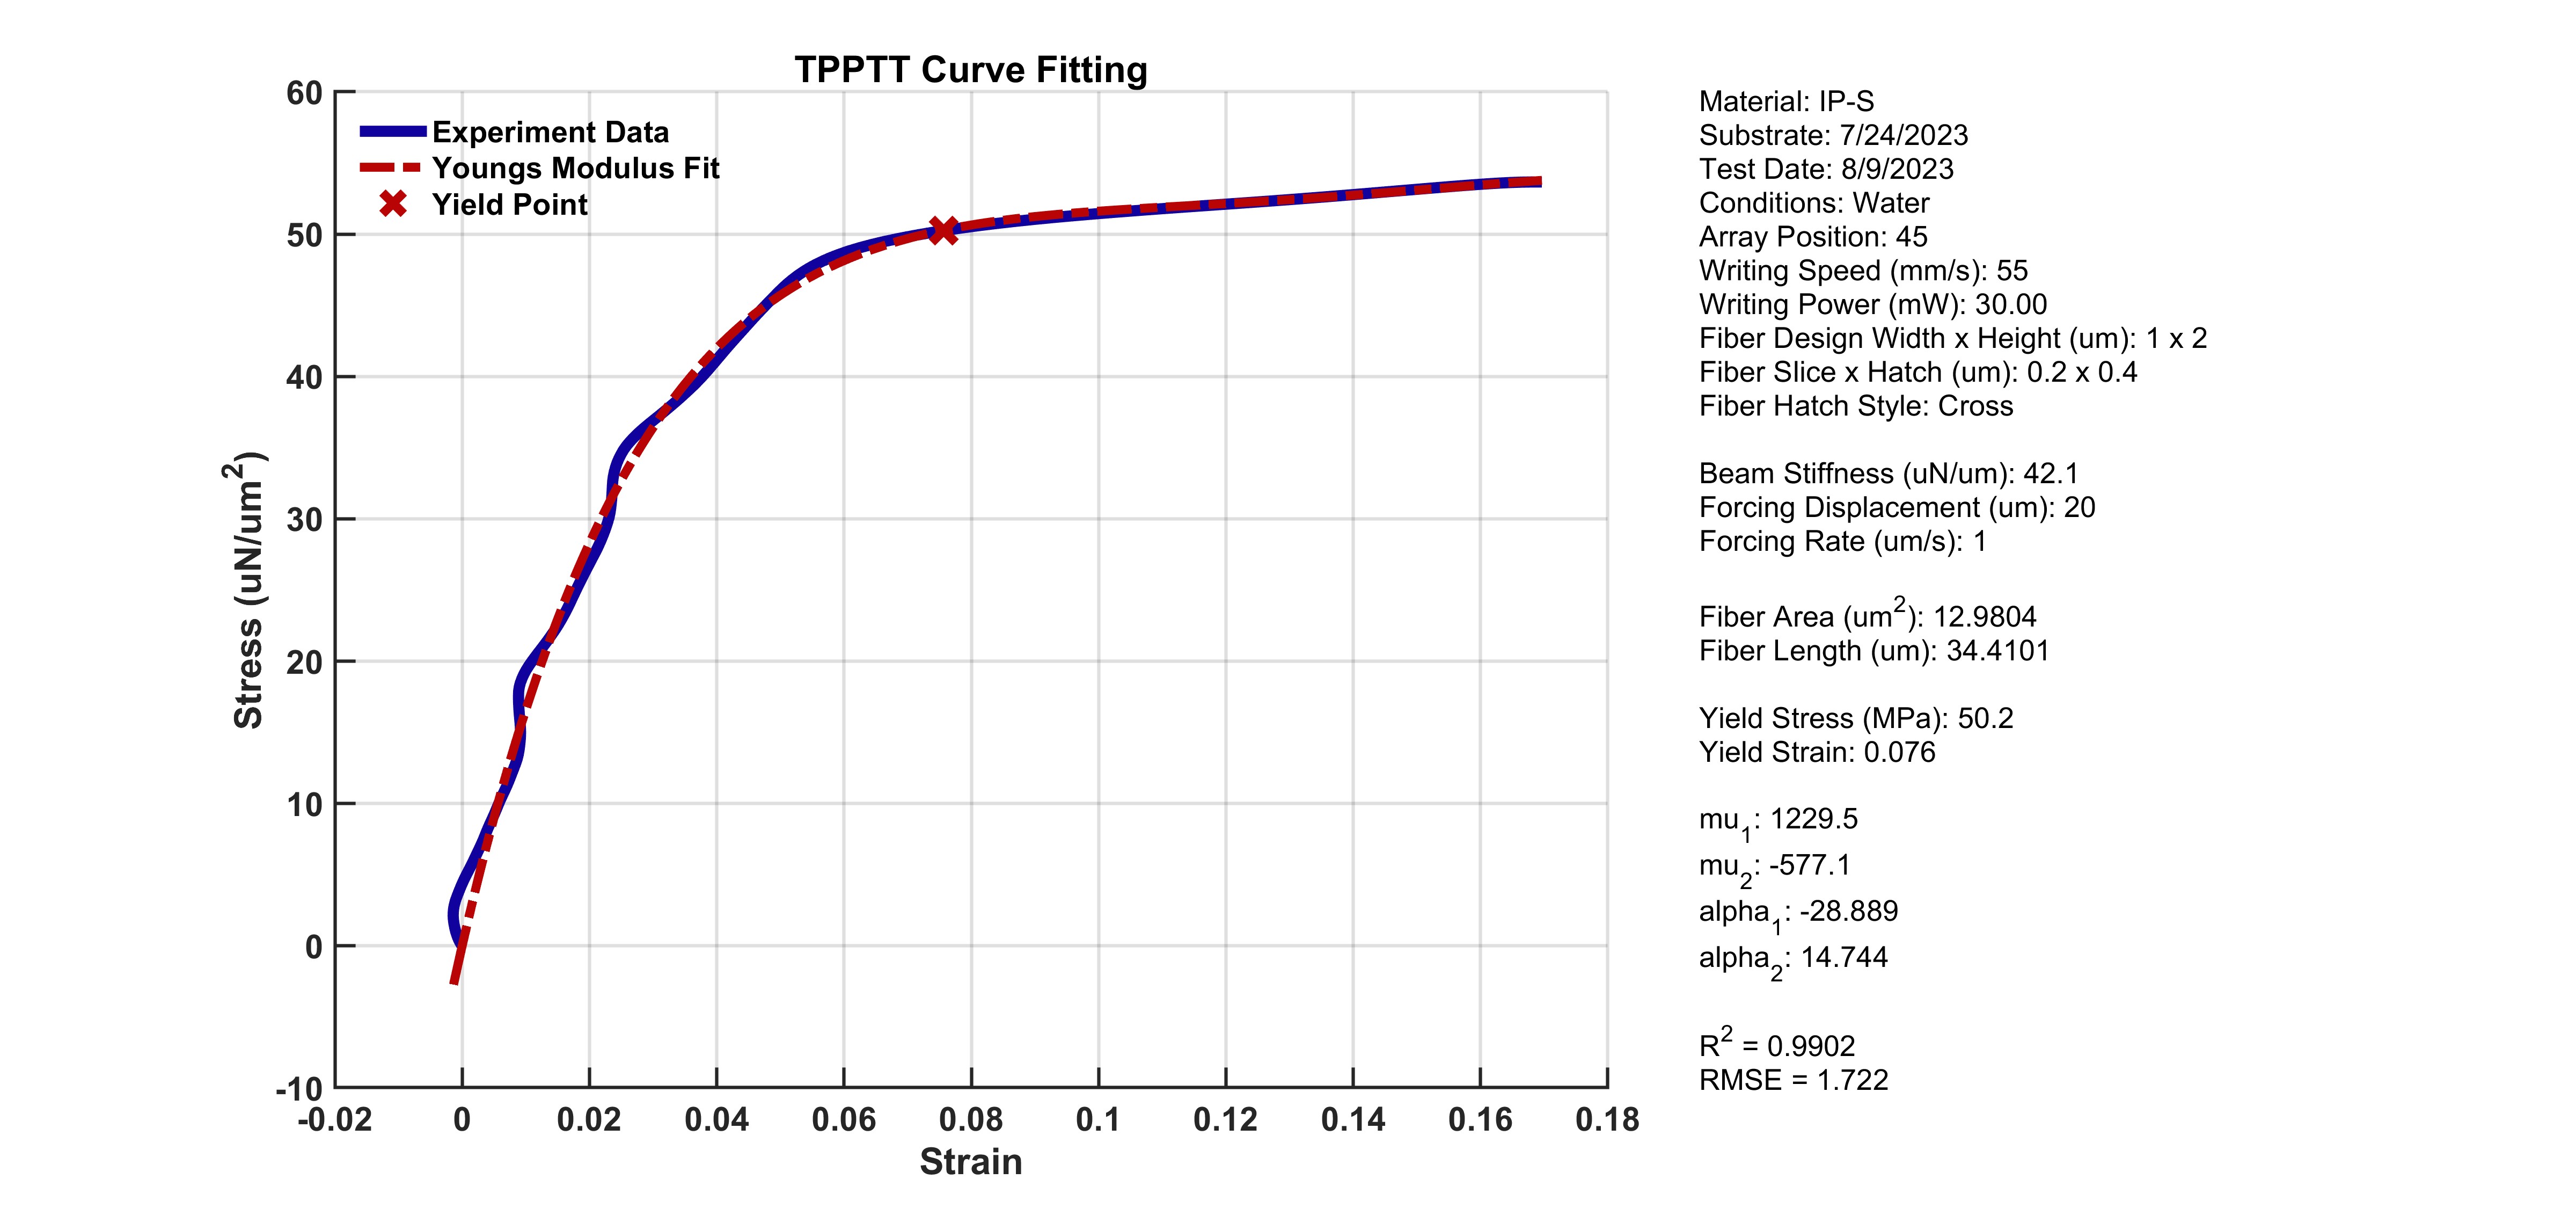 TPPTT Curve Fitting
60
50
40
30
20
10
0
-10
Stress (uN/um²)
Experiment Data
Youngs Modulus Fit
Yield Point
-0.02 0 0.02 0.04 0.06 0.08 0.1 0.12 0.14 0.16 0.18
Strain
Material: IP-S
Substrate: 7/24/2023
Test Date: 8/9/2023
Conditions: Water
Array Position: 45
Writing Speed (mm/s): 55
Writing Power (mW): 30.00
Fiber Design Width x Height (um): 1 x 2
Fiber Slice x Hatch (um): 0.2 x 0.4
Fiber Hatch Style: Cross
Beam Stiffness (uN/um): 42.1
Forcing Displacement (um): 20
Forcing Rate (um/s): 1
Fiber Area (um²): 12.9804
Fiber Length (um): 34.4101
Yield Stress (MPa): 50.2
Yield Strain: 0.076
mu₁: 1229.5
mu₂: -577.1
alpha₁: -28.889
alpha₂: 14.744
R² = 0.9902
RMSE = 1.722